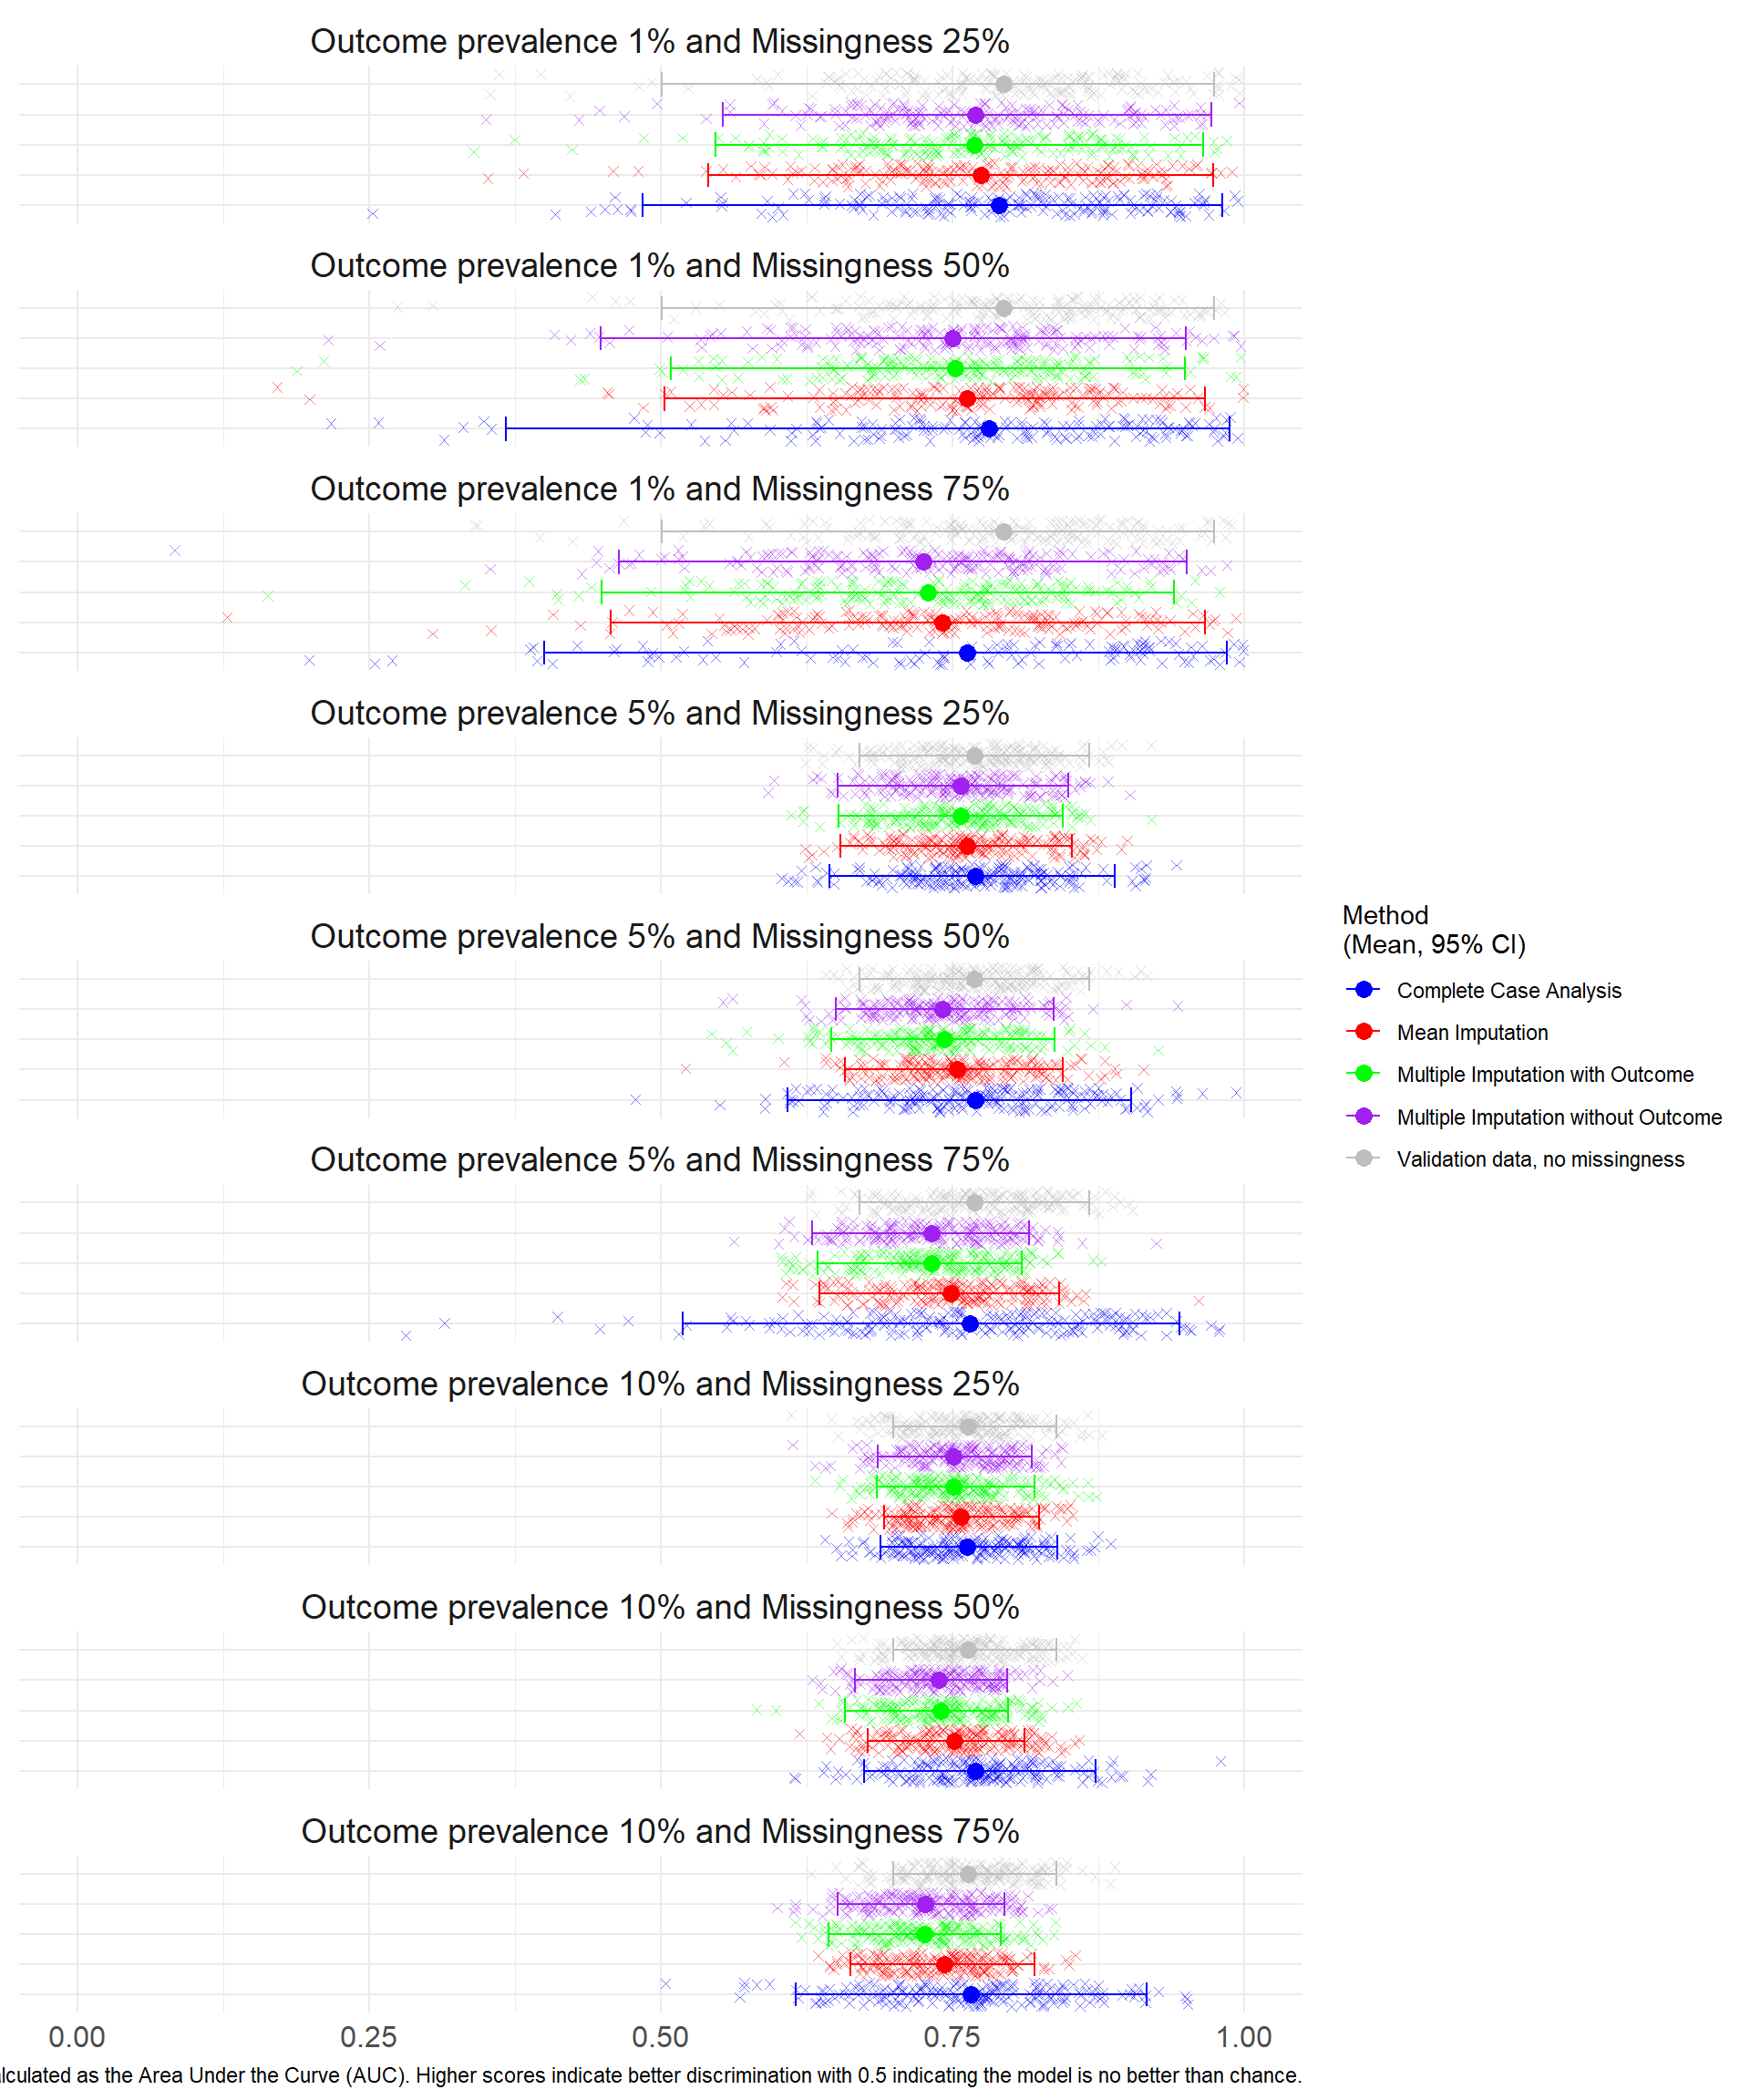 Outcome prevalence 1% and Missingness 25%
Outcome prevalence 1% and Missingness 50%
Outcome prevalence 1% and Missingness 75%
Outcome prevalence 5% and Missingness 25%
Outcome prevalence 5% and Missingness 50%
Outcome prevalence 5% and Missingness 75%
Outcome prevalence 10% and Missingness 25%
Outcome prevalence 10% and Missingness 50%
Outcome prevalence 10% and Missingness 75%
0.00 0.25 0.50 0.75 1.00
lculated as the Area Under the Curve (AUC). Higher scores indicate better discrimination with 0.5 indicating the model is no better than chance.
Method
(Mean, 95% CI)
Complete Case Analysis
Mean Imputation
Multiple Imputation with Outcome
Multiple Imputation without Outcome
Validation data, no missingness